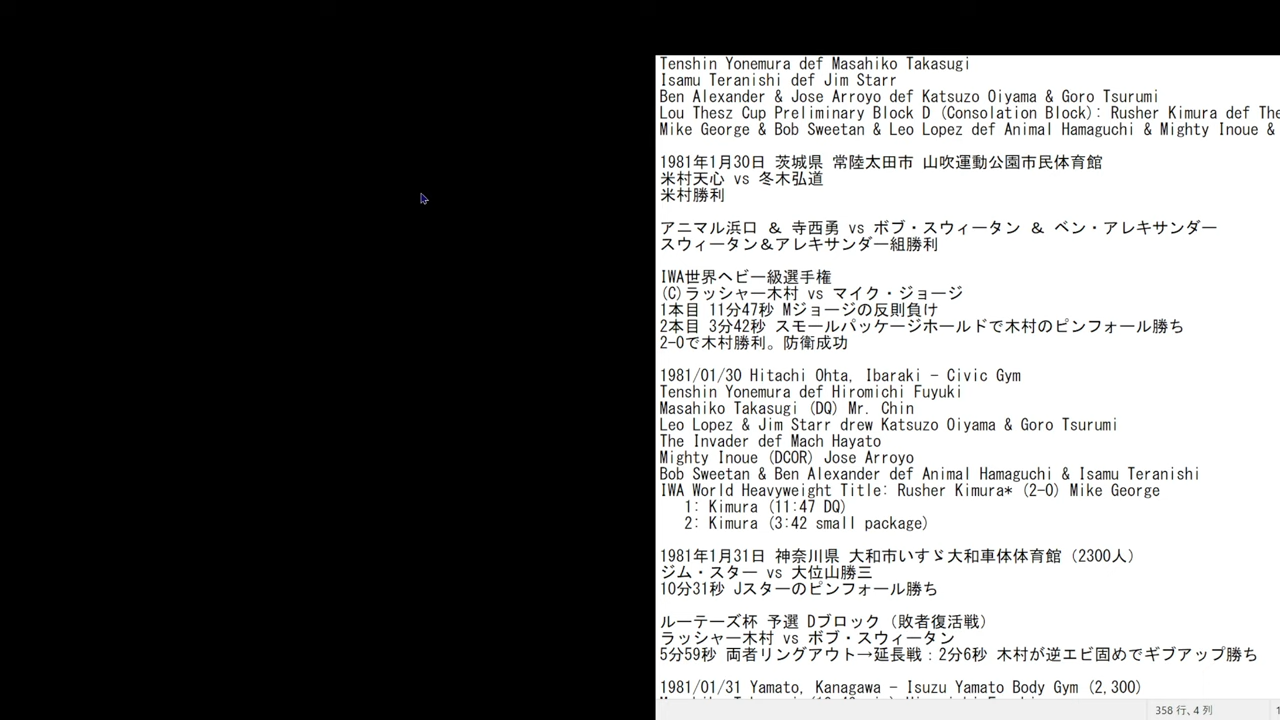 Tenshin Yonemura def Masahiko Takasugi
Isamu Teranishi def Jim Starr
Ben Alexander & Jose Arroyo def Katsuzo Oiyama & Goro Tsurumi
Lou Thesz Cup Preliminary Block D (Consolation Block): Rusher Kimura def The
Mike George & Bob Sweetan & Leo Lopez def Animal Hamaguchi & Mighty Inoue &
1981年1月30日 茨城県 常陸太田市 山吹運動公園市民体育館
米村天心 vs 冬木弘道
米村勝利
アニマル浜口 & 寺西勇 vs ボブ・スウィータン & ベン・アレキサンダー
スウィータン&アレキサンダー組勝利
IWA世界ヘビー級選手権
(C)ラッシャー木村 vs マイク・ジョージ
1本目 11分47秒 Mジョージの反則負け
2本目 3分42秒 スモールパッケージホールドで木村のピンフォール勝ち
2-0で木村勝利。防衛成功
1981/01/30 Hitachi Ohta, Ibaraki - Civic Gym
Tenshin Yonemura def Hiromichi Fuyuki
Masahiko Takasugi (DQ) Mr. Chin
Leo Lopez & Jim Starr drew Katsuzo Oiyama & Goro Tsurumi
The Invader def Mach Hayato
Mighty Inoue (DCOR) Jose Arroyo
Bob Sweetan & Ben Alexander def Animal Hamaguchi & Isamu Teranishi
IWA World Heavyweight Title: Rusher Kimura* (2-0) Mike George
1: Kimura (11:47 DQ)
2: Kimura (3:42 small package)
1981年1月31日 神奈川県 大和市いすゞ大和車体体育館（2300人）
ジム・スター vs 大位山勝三
10分31秒 Jスターのピンフォール勝ち
ルーテーズ杯 予選 Dブロック（敗者復活戦）
ラッシャー木村 vs ボブ・スウィータン
5分59秒 両者リングアウト→延長戦：2分6秒 木村が逆エビ固めでギブアップ勝ち
1981/01/31 Yamato, Kanagawa - Isuzu Yamato Body Gym (2,300)
358 行、4 列